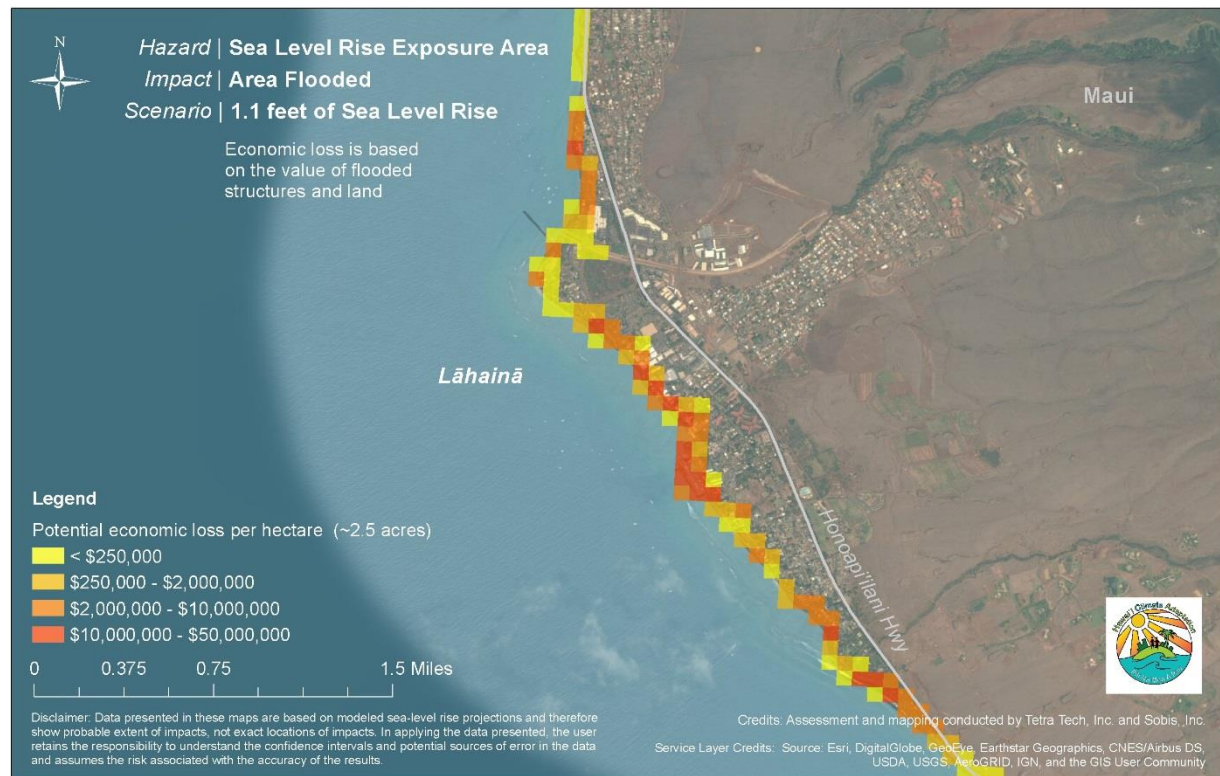 N
Hazard | Sea Level Rise Exposure Area
Impact | Area Flooded
Scenario | 1.1 feet of Sea Level Rise
Economic loss is based
on the value of flooded
structures and land
Maui
Lāhainā
Honoapi'ilani Hwy
Legend
Potential economic loss per hectare (~2.5 acres)
< $250,000
$250,000 - $2,000,000
$2,000,000 - $10,000,000
$10,000,000 - $50,000,000
0 0.375 0.75 1.5 Miles
Disclaimer: Data presented in these maps are based on modeled sea-level rise projections and therefore
show probable extent of impacts, not exact locations of impacts. In applying the data presented, the user
retains the responsibility to understand the confidence intervals and potential sources of error in the data
and assumes the risk associated with the accuracy of the results.
Hawai'i Climate Adaptation
Credits: Assessment and mapping conducted by Tetra Tech, Inc. and Sobis, Inc.
Service Layer Credits: Source: Esri, DigitalGlobe, GeoEye, Earthstar Geographics, CNES/Airbus DS,
USDA, USGS, AeroGRID, IGN, and the GIS User Community